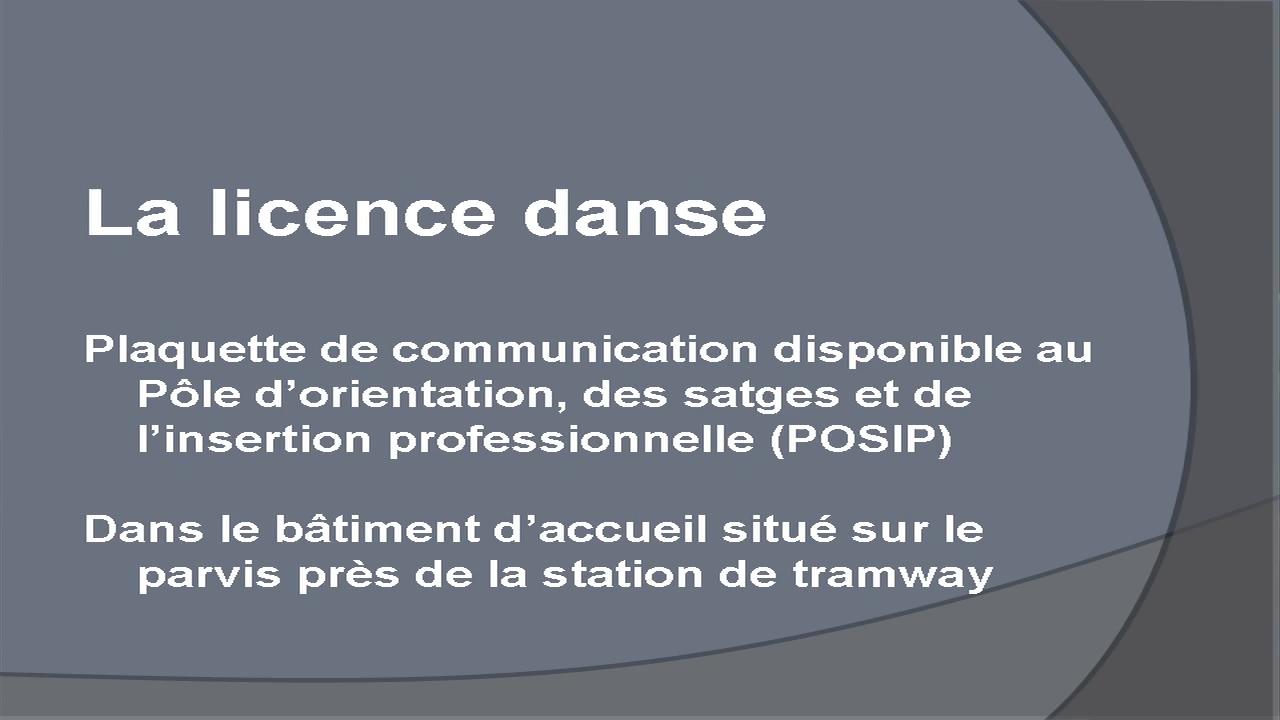 La licence danse
Plaquette de communication disponible au
Pôle d’orientation, des satges et de
l’insertion professionnelle (POSIP)
Dans le bâtiment d’accueil situé sur le
parvis près de la station de tramway